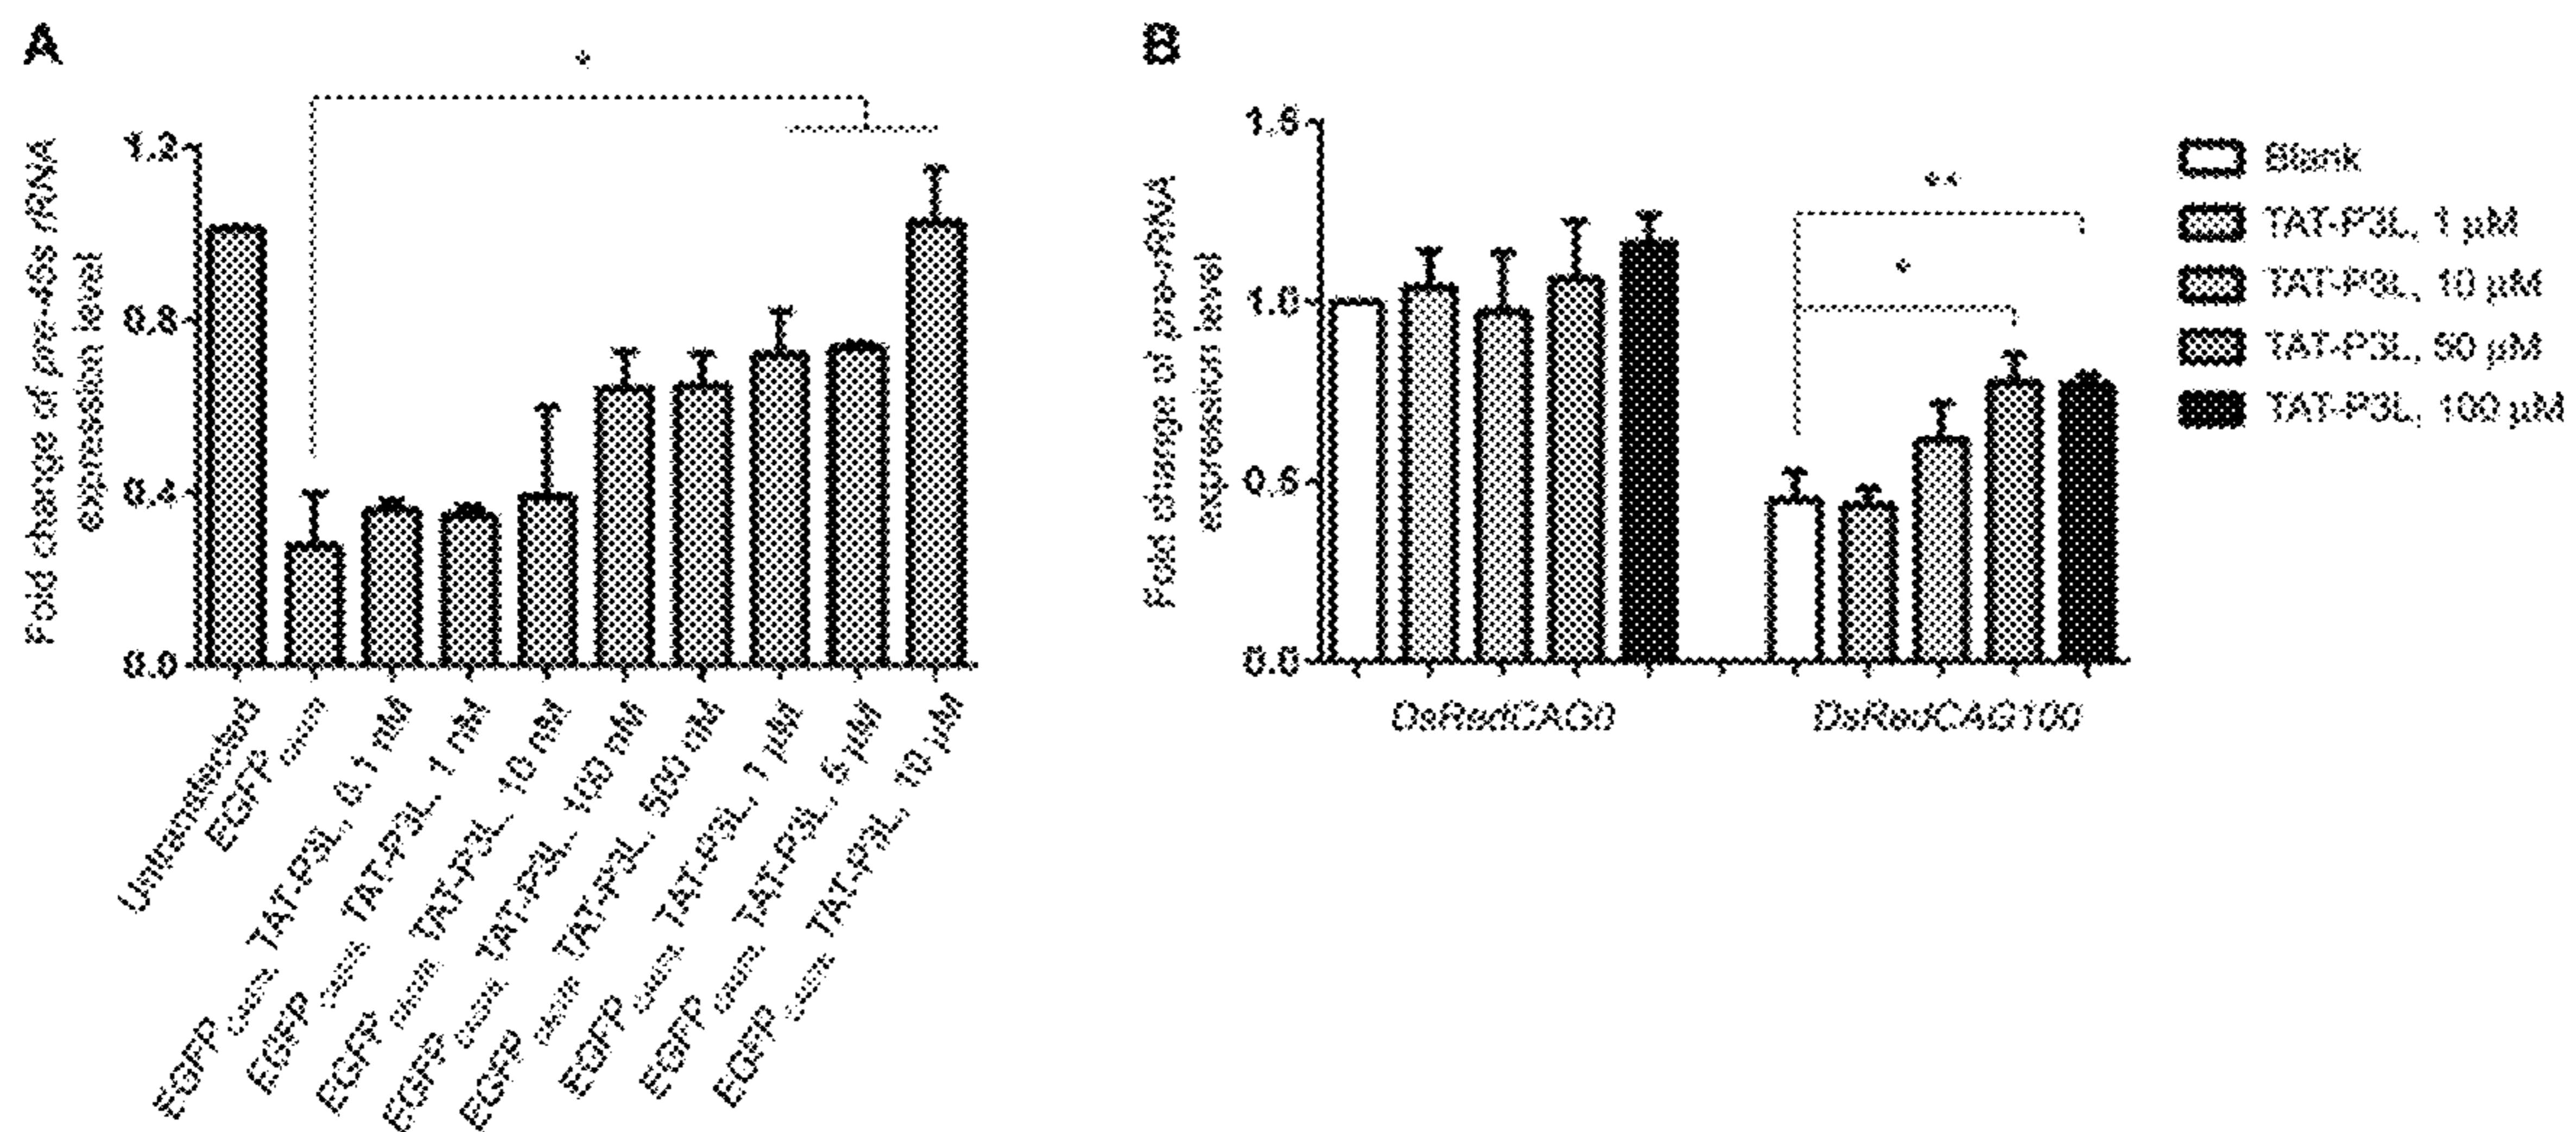 A
*
Fold change of pre-45s rRNA
expression level
1.2
0.8
0.4
0.0
Untransfected
EGFP
EGFP TAT-P3L, 0.1 nM
EGFP TAT-P3L, 1 nM
EGFP TAT-P3L, 10 nM
EGFP TAT-P3L, 100 nM
EGFP TAT-P3L, 500 nM
EGFP TAT-P3L, 1 µM
EGFP TAT-P3L, 5 µM
EGFP TAT-P3L, 10 µM
B
Fold change of pre-rRNA
expression level
1.5
1.0
0.5
0.0
**
*
DsRedCAG0
DsRedCAG100
Blank
TAT-P3L, 1 µM
TAT-P3L, 10 µM
TAT-P3L, 50 µM
TAT-P3L, 100 µM